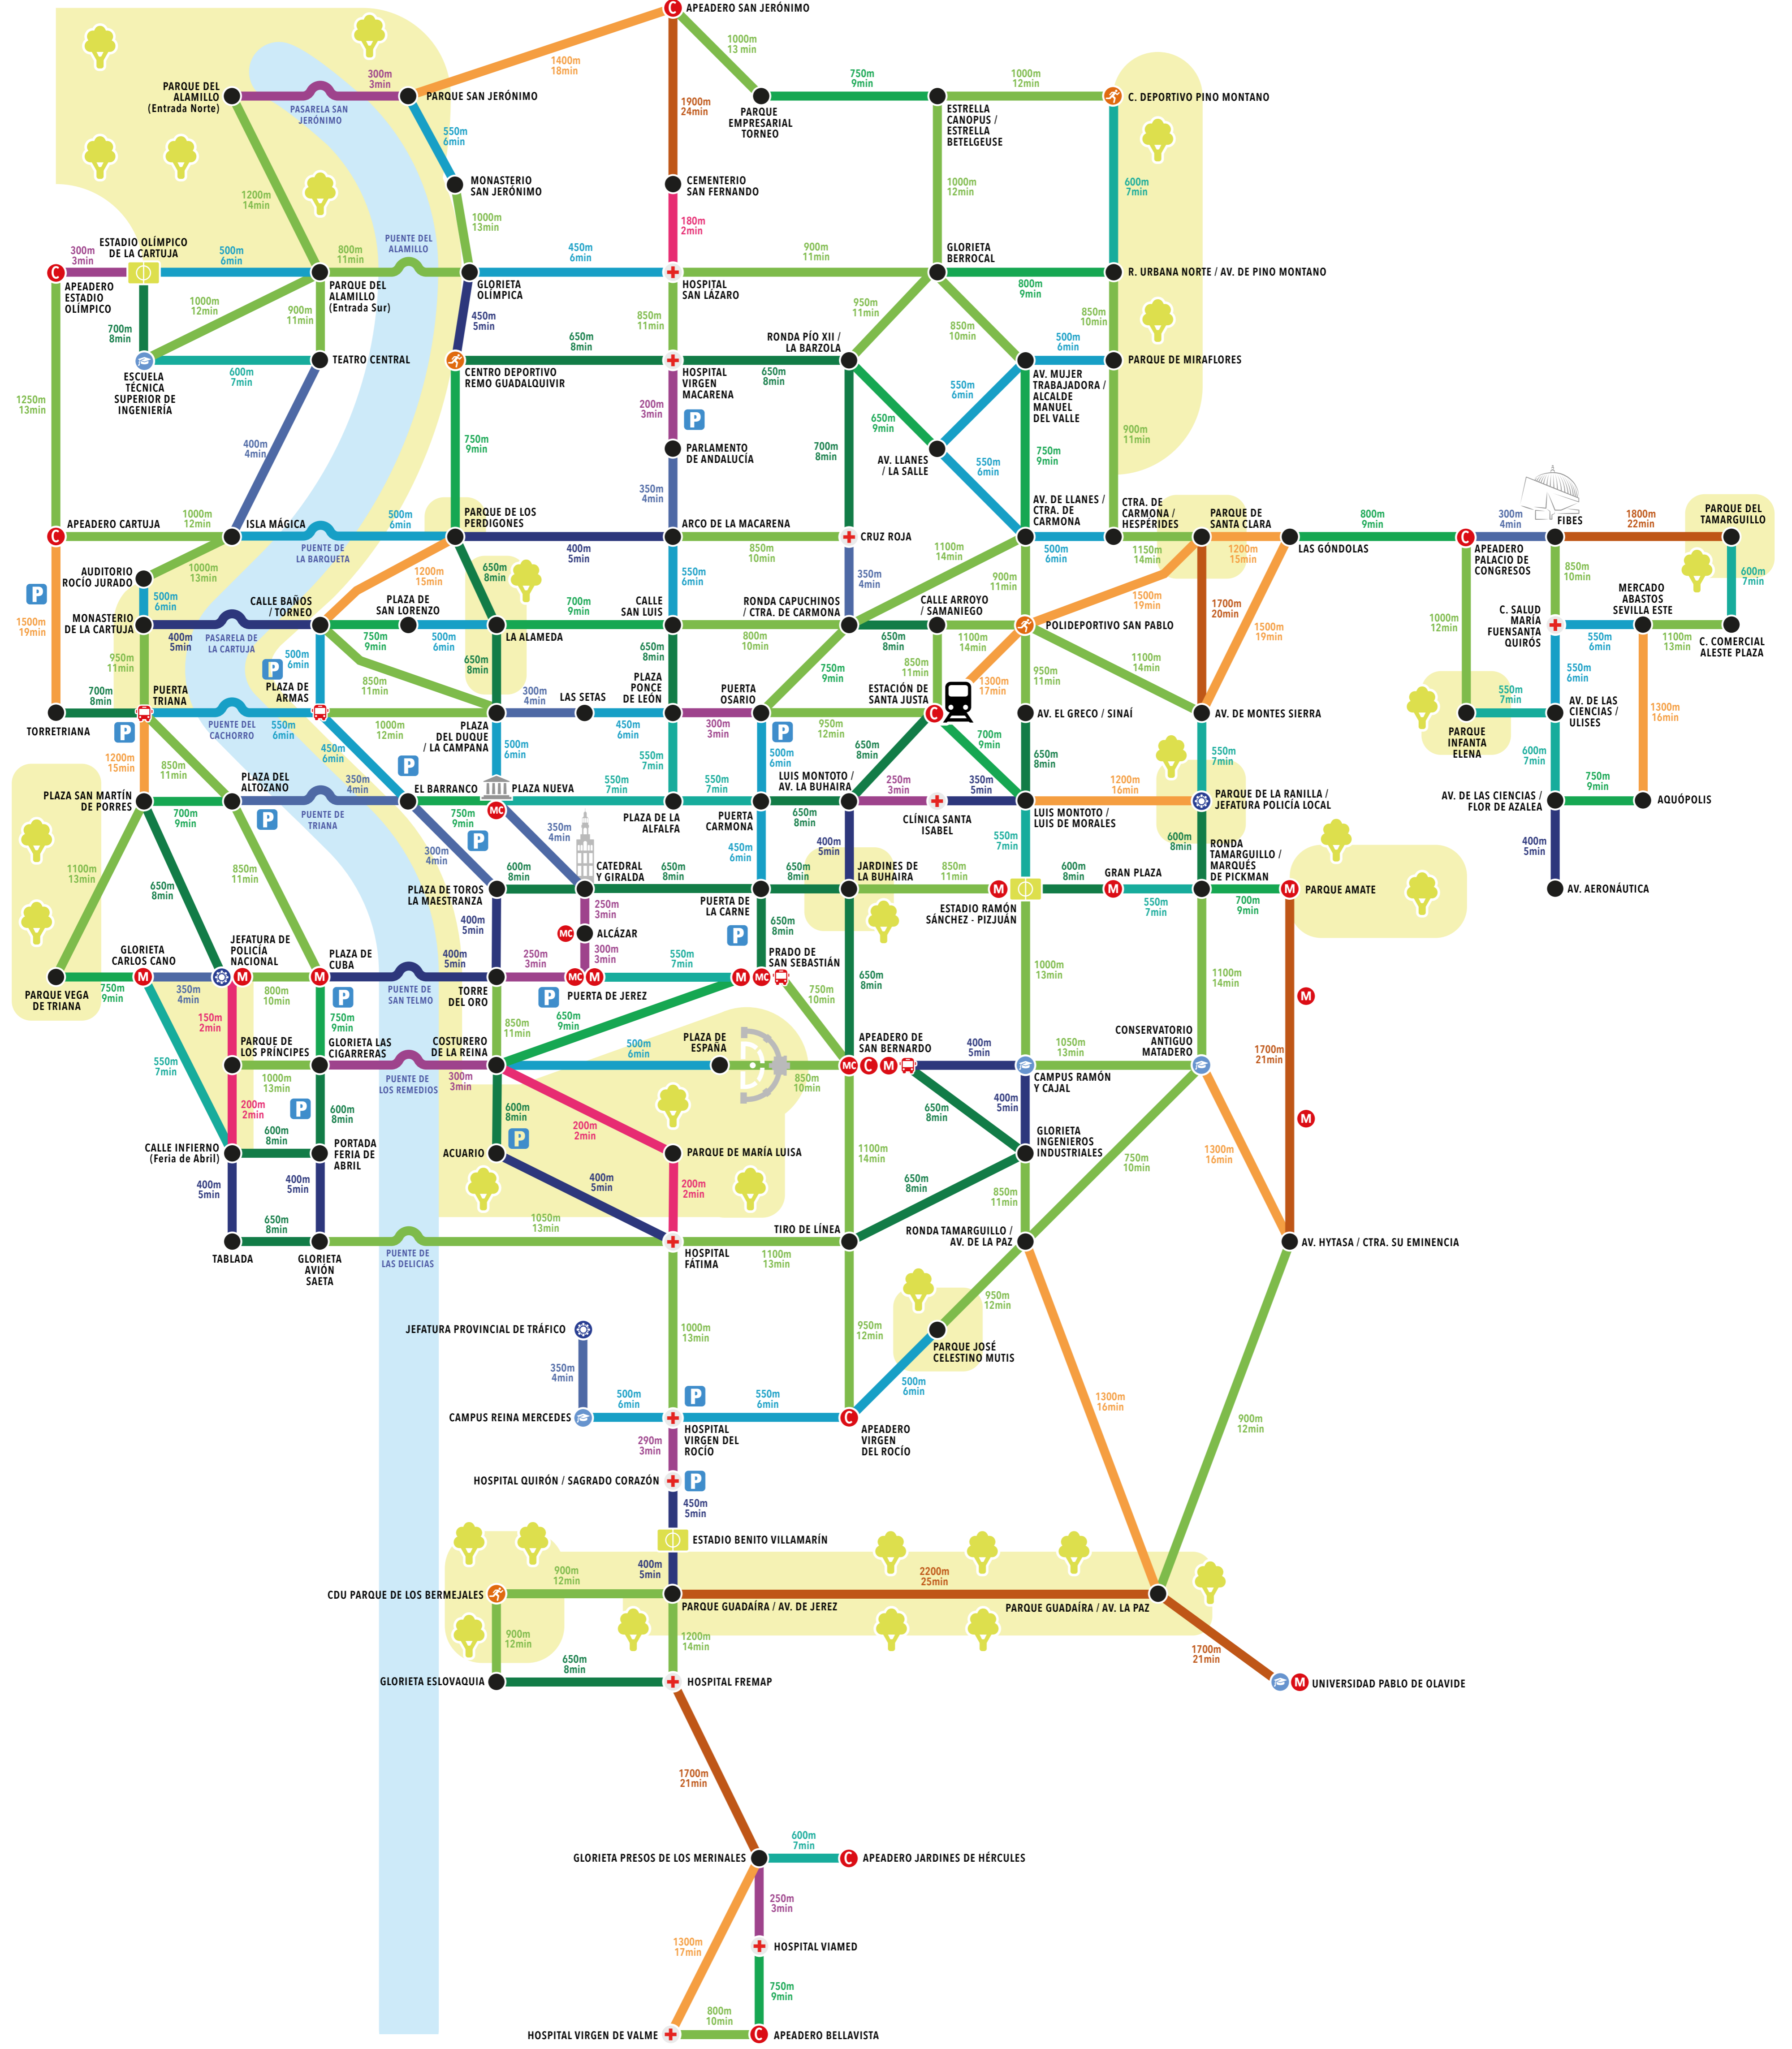 APEADERO SAN JERÓNIMO
1000m
13 min
1400m
18min
300m
3min
PARQUE DEL
ALAMILLO
(Entrada Norte)
PASARELA SAN
JERÓNIMO
PARQUE SAN JERÓNIMO
1900m
24min
750m
9min
1000m
12min
PARQUE
EMPRESARIAL
TORNEO
ESTRELLA
CANOPUS /
ESTRELLA
BETELGEUSE
C. DEPORTIVO PINO MONTANO
550m
6min
MONASTERIO
SAN JERÓNIMO
CEMENTERIO
SAN FERNANDO
1200m
14min
1000m
13min
180m
2min
1000m
12min
600m
7min
ESTADIO OLÍMPICO
DE LA CARTUJA
300m
3min
500m
6min
800m
11min
PUENTE DEL
ALAMILLO
450m
6min
900m
11min
GLORIETA
BERROCAL
800m
9min
R. URBANA NORTE / AV. DE PINO MONTANO
APEADERO
ESTADIO
OLÍMPICO
PARQUE DEL
ALAMILLO
(Entrada Sur)
GLORIETA
OLÍMPICA
HOSPITAL
SAN LÁZARO
700m
8min
1000m
12min
900m
11min
450m
5min
850m
11min
950m
11min
850m
10min
850m
10min
ESCUELA
TÉCNICA
SUPERIOR DE
INGENIERÍA
600m
7min
TEATRO CENTRAL
CENTRO DEPORTIVO
REMO GUADALQUIVIR
650m
8min
HOSPITAL
VIRGEN
MACARENA
650m
8min
RONDA PÍO XII /
LA BARZOLA
500m
6min
AV. MUJER
TRABAJADORA /
ALCALDE
MANUEL
DEL VALLE
PARQUE DE MIRAFLORES
1250m
13min
400m
4min
750m
9min
200m
3min
P
PARLAMENTO
DE ANDALUCÍA
350m
4min
700m
8min
650m
9min
550m
6min
AV. LLANES
/ LA SALLE
550m
6min
750m
9min
900m
11min
APEADERO CARTUJA
1000m
12min
ISLA MÁGICA
500m
6min
PUENTE DE
LA BARQUETA
PARQUE DE LOS
PERDIGONES
400m
5min
ARCO DE LA MACARENA
850m
10min
CRUZ ROJA
AV. DE LLANES /
CTRA. DE
CARMONA
500m
6min
CTRA. DE
CARMONA /
HESPÉRIDES
1150m
14min
PARQUE DE
SANTA CLARA
1200m
15min
LAS GÓNDOLAS
800m
9min
APEADERO
PALACIO DE
CONGRESOS
300m
4min
FIBES
1800m
22min
PARQUE DEL
TAMARGUILLO
600m
7min
P
1500m
19min
AUDITORIO
ROCÍO JURADO
1000m
13min
500m
6min
MONASTERIO
DE LA CARTUJA
400m
5min
PASARELA DE
LA CARTUJA
CALLE BAÑOS
/ TORNEO
1200m
15min
650m
8min
PLAZA DE
SAN LORENZO
750m
9min
500m
6min
LA ALAMEDA
700m
9min
CALLE
SAN LUIS
550m
6min
800m
10min
RONDA CAPUCHINOS
/ CTRA. DE CARMONA
350m
4min
1100m
14min
900m
11min
CALLE ARROYO
/ SAMANIEGO
650m
8min
1100m
14min
POLIDEPORTIVO SAN PABLO
1500m
19min
1700m
20min
1500m
19min
1000m
12min
850m
10min
C. SALUD
MARÍA
FUENSANTA
QUIRÓS
550m
6min
MERCADO
ABASTOS
SEVILLA ESTE
1100m
13min
C. COMERCIAL
ALESTE PLAZA
950m
11min
P
500m
6min
850m
11min
650m
8min
650m
8min
750m
9min
850m
11min
1300m
17min
950m
11min
1100m
14min
TORRETRIANA
700m
8min
PUERTA
TRIANA
P
PUENTE DEL
CACHORRO
550m
6min
PLAZA DE
ARMAS
1000m
12min
PLAZA
DEL DUQUE
/ LA CAMPANA
300m
4min
LAS SETAS
450m
6min
PLAZA
PONCE
DE LEÓN
300m
3min
PUERTA
OSARIO
P
950m
12min
ESTACIÓN DE
SANTA JUSTA
AV. EL GRECO / SINAÍ
AV. DE MONTES SIERRA
PARQUE
INFANTA
ELENA
550m
7min
AV. DE LAS
CIENCIAS /
ULISES
550m
6min
1300m
16min
1200m
15min
850m
11min
450m
6min
P
500m
6min
550m
7min
500m
6min
650m
8min
700m
9min
650m
8min
550m
7min
600m
7min
PLAZA SAN MARTÍN
DE PORRES
700m
9min
PLAZA DEL
ALTOZANO
P
350m
4min
PUENTE DE
TRIANA
EL BARRANCO
750m
9min
P
MC
PLAZA NUEVA
550m
7min
PLAZA DE LA
ALFALFA
550m
7min
PUERTA
CARMONA
LUIS MONTOTO /
AV. LA BUHAIRA
650m
8min
250m
3min
CLÍNICA SANTA
ISABEL
350m
5min
LUIS MONTOTO /
LUIS DE MORALES
1200m
16min
PARQUE DE LA RANILLA /
JEFATURA POLICÍA LOCAL
AV. DE LAS CIENCIAS /
FLOR DE AZALEA
750m
9min
AQUÓPOLIS
1100m
13min
650m
8min
850m
11min
300m
4min
350m
4min
450m
6min
400m
5min
550m
7min
600m
8min
400m
5min
AV. AERONÁUTICA
PLAZA DE TOROS
LA MAESTRANZA
600m
8min
CATEDRAL
Y GIRALDA
650m
8min
PUERTA DE
LA CARNE
650m
8min
JARDINES DE
LA BUHAIRA
850m
11min
M
ESTADIO RAMÓN
SÁNCHEZ - PIZJUÁN
600m
8min
GRAN PLAZA
M
550m
7min
RONDA
TAMARGUILLO /
MARQUÉS
DE PICKMAN
700m
9min
M
PARQUE AMATE
250m
3min
MC
ALCÁZAR
300m
3min
400m
5min
P
650m
8min
PARQUE VEGA
DE TRIANA
750m
9min
GLORIETA
CARLOS CANO
M
350m
4min
JEFATURA DE
POLICÍA
NACIONAL
M
800m
10min
PLAZA DE
CUBA
M
P
400m
5min
PUENTE DE
SAN TELMO
TORRE
DEL ORO
250m
3min
P
MC
M
PUERTA DE JEREZ
550m
7min
M
MC
PRADO DE
SAN SEBASTIÁN
750m
10min
650m
8min
1000m
13min
1100m
14min
M
1700m
21min
M
550m
7min
150m
2min
PARQUE DE
LOS PRÍNCIPES
750m
9min
GLORIETA LAS
CIGARRERAS
1000m
13min
PUENTE DE
LOS REMEDIOS
300m
3min
850m
11min
COSTURERO
DE LA REINA
650m
9min
500m
6min
PLAZA DE
ESPAÑA
850m
10min
APEADERO DE
SAN BERNARDO
MC
C
M
400m
5min
CAMPUS RAMÓN
Y CAJAL
1050m
13min
CONSERVATORIO
ANTIGUO
MATADERO
200m
2min
P
600m
8min
600m
8min
P
200m
2min
650m
8min
400m
5min
750m
10min
1300m
16min
CALLE INFIERNO
(Feria de Abril)
600m
8min
PORTADA
FERIA DE
ABRIL
ACUARIO
PARQUE DE MARÍA LUISA
1100m
14min
GLORIETA
INGENIEROS
INDUSTRIALES
400m
5min
400m
5min
400m
5min
200m
2min
650m
8min
850m
11min
TABLADA
650m
8min
GLORIETA
AVIÓN
SAETA
PUENTE DE
LAS DELICIAS
1050m
13min
HOSPITAL
FÁTIMA
1100m
13min
TIRO DE LÍNEA
RONDA TAMARGUILLO /
AV. DE LA PAZ
AV. HYTASA / CTRA. SU EMINENCIA
JEFATURA PROVINCIAL DE TRÁFICO
1000m
13min
950m
12min
950m
12min
PARQUE JOSÉ
CELESTINO MUTIS
350m
4min
CAMPUS REINA MERCEDES
500m
6min
P
HOSPITAL
VIRGEN DEL
ROCÍO
550m
6min
C
APEADERO
VIRGEN
DEL ROCÍO
500m
6min
1300m
16min
900m
12min
290m
3min
HOSPITAL QUIRÓN / SAGRADO CORAZÓN
P
450m
5min
ESTADIO BENITO VILLAMARÍN
400m
5min
CDU PARQUE DE LOS BERMEJALES
900m
12min
PARQUE GUADAÍRA / AV. DE JEREZ
2200m
25min
PARQUE GUADAÍRA / AV. LA PAZ
900m
12min
1200m
14min
1700m
21min
GLORIETA ESLOVAQUIA
650m
8min
HOSPITAL FREMAP
M
UNIVERSIDAD PABLO DE OLAVIDE
1700m
21min
GLORIETA PRESOS DE LOS MERINALES
600m
7min
C
APEADERO JARDINES DE HÉRCULES
250m
3min
1300m
17min
HOSPITAL VIAMED
750m
9min
HOSPITAL VIRGEN DE VALME
800m
10min
C
APEADERO BELLAVISTA